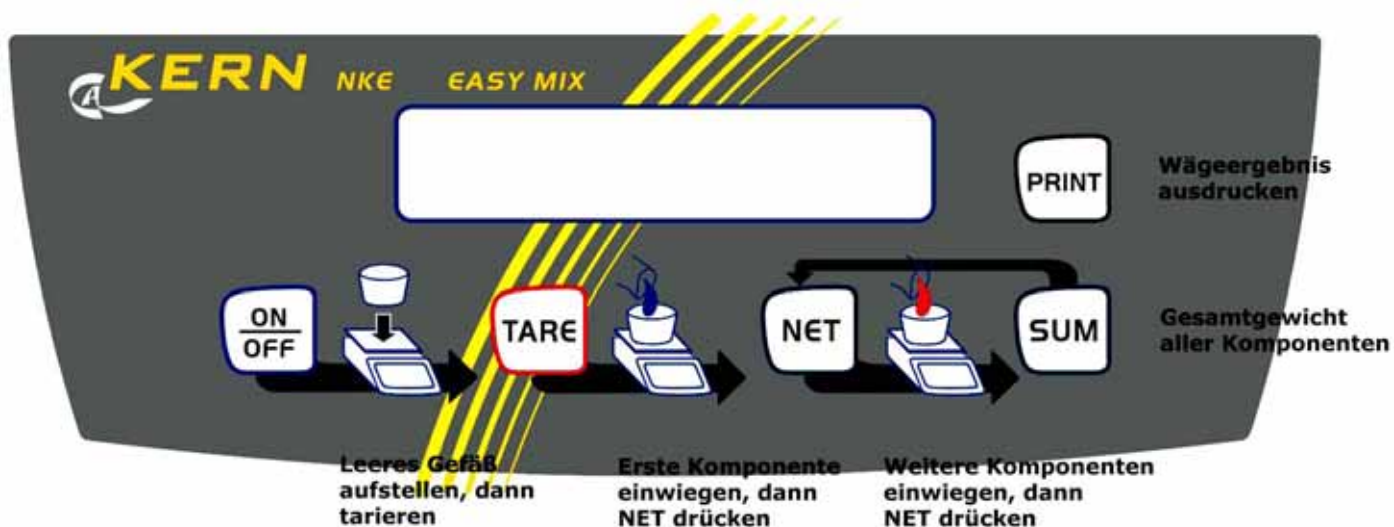 KERN NKE EASY MIX
PRINT
Wägeergebnis
ausdrucken
ON
OFF
TARE
NET
SUM
Gesamtgewicht
aller Komponenten
Leeres Gefäß
aufstellen, dann
tarieren
Erste Komponente
einwiegen, dann
NET drücken
Weitere Komponenten
einwiegen, dann
NET drücken